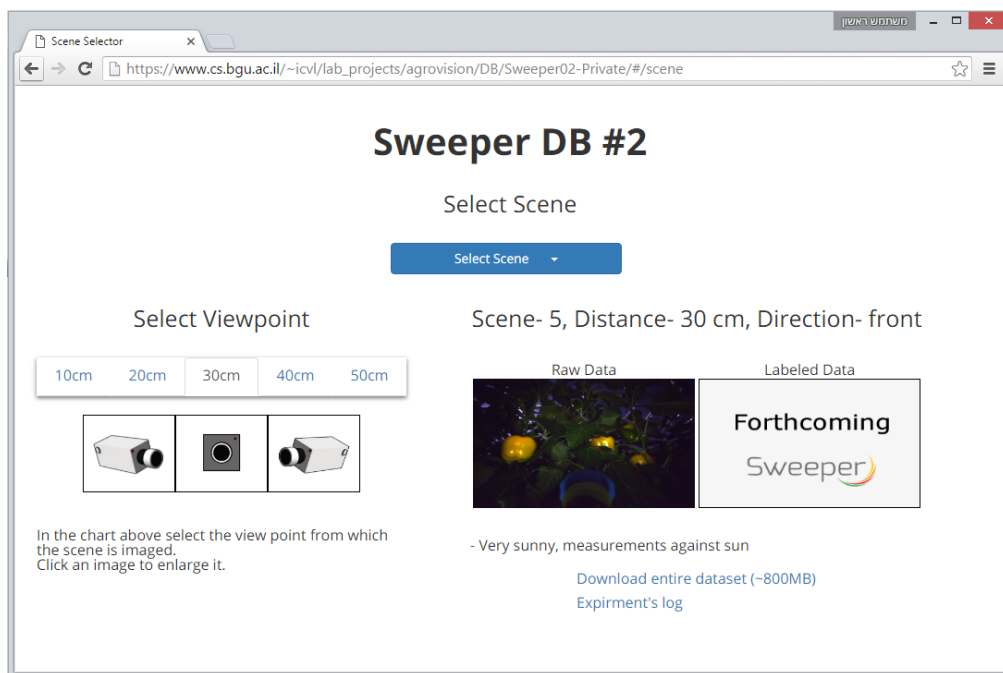 משתמש ראשון
Scene Selector
https://www.cs.bgu.ac.il/~icvl/lab_projects/agrovision/DB/Sweeper02-Private/#/scene
Sweeper DB #2
Select Scene
Select Scene
Select Viewpoint
10cm 20cm 30cm 40cm 50cm
In the chart above select the view point from which
the scene is imaged.
Click an image to enlarge it.
Scene- 5, Distance- 30 cm, Direction- front
Raw Data Labeled Data
Forthcoming
Sweeper
- Very sunny, measurements against sun
Download entire dataset (~800MB)
Expirment's log